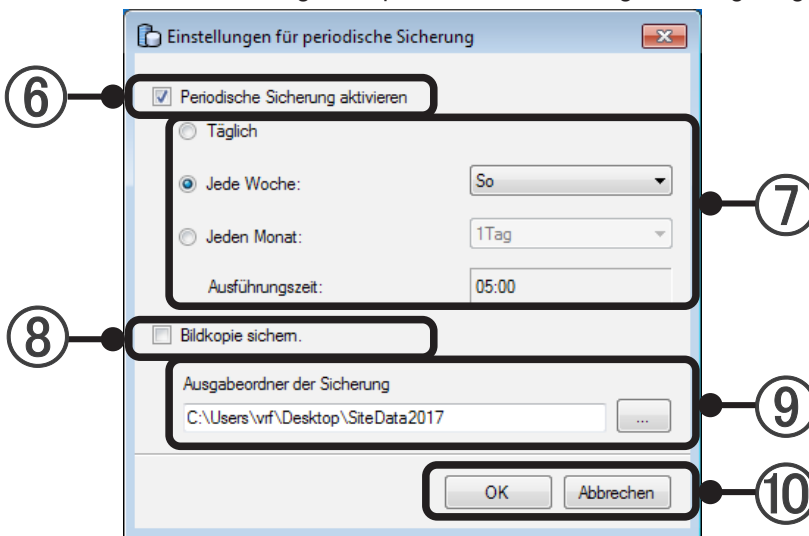 Einstellungen für periodische Sicherung
⑥ Periodische Sicherung aktivieren
Täglich
Jede Woche: So
⑦
Jeden Monat: 1Tag
Ausführungszeit: 05:00
⑧ Bildkopie sichern.
Ausgabeordner der Sicherung
C:\Users\vrf\Desktop\SiteData2017 ... ⑨
OK Abbrechen ⑩